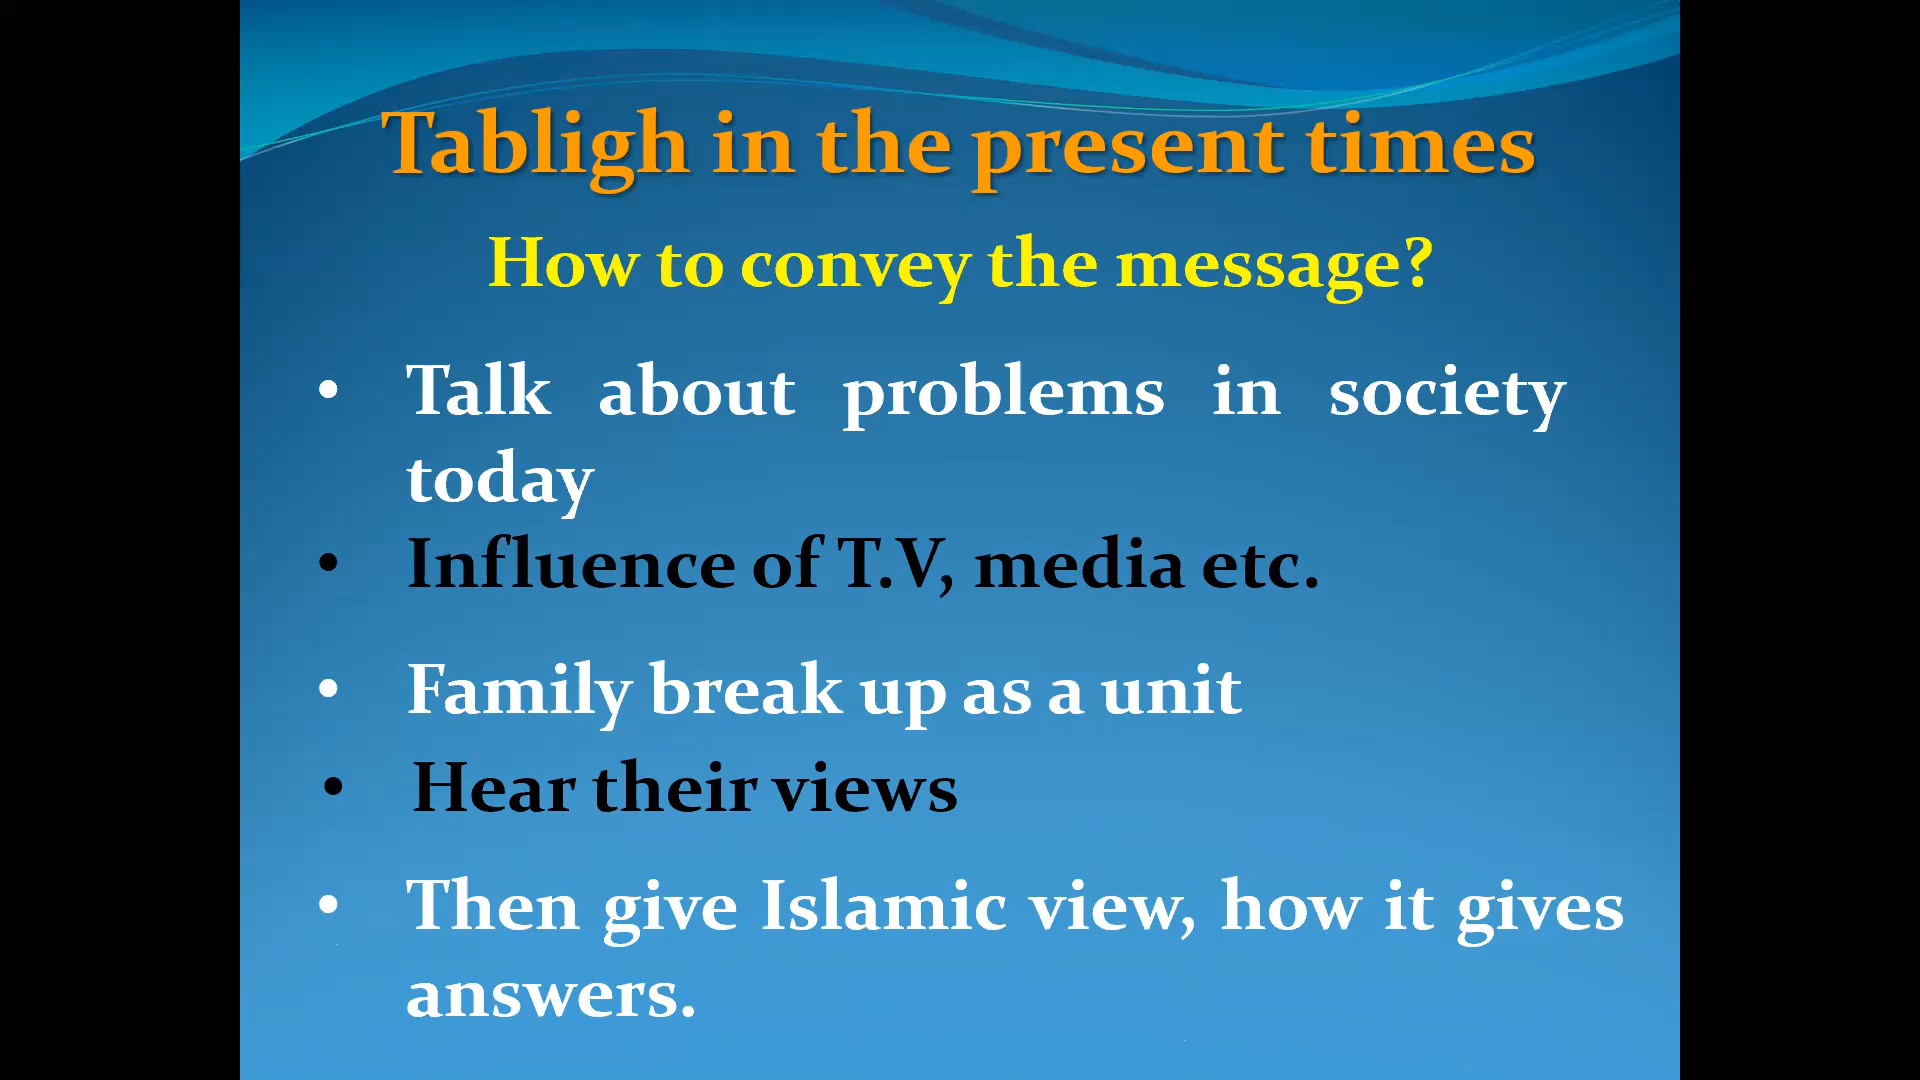 Tabligh in the present times
How to convey the message?
• Talk about problems in society
today
• Influence of T.V, media etc.
• Family break up as a unit
• Hear their views
• Then give Islamic view, how it gives
answers.